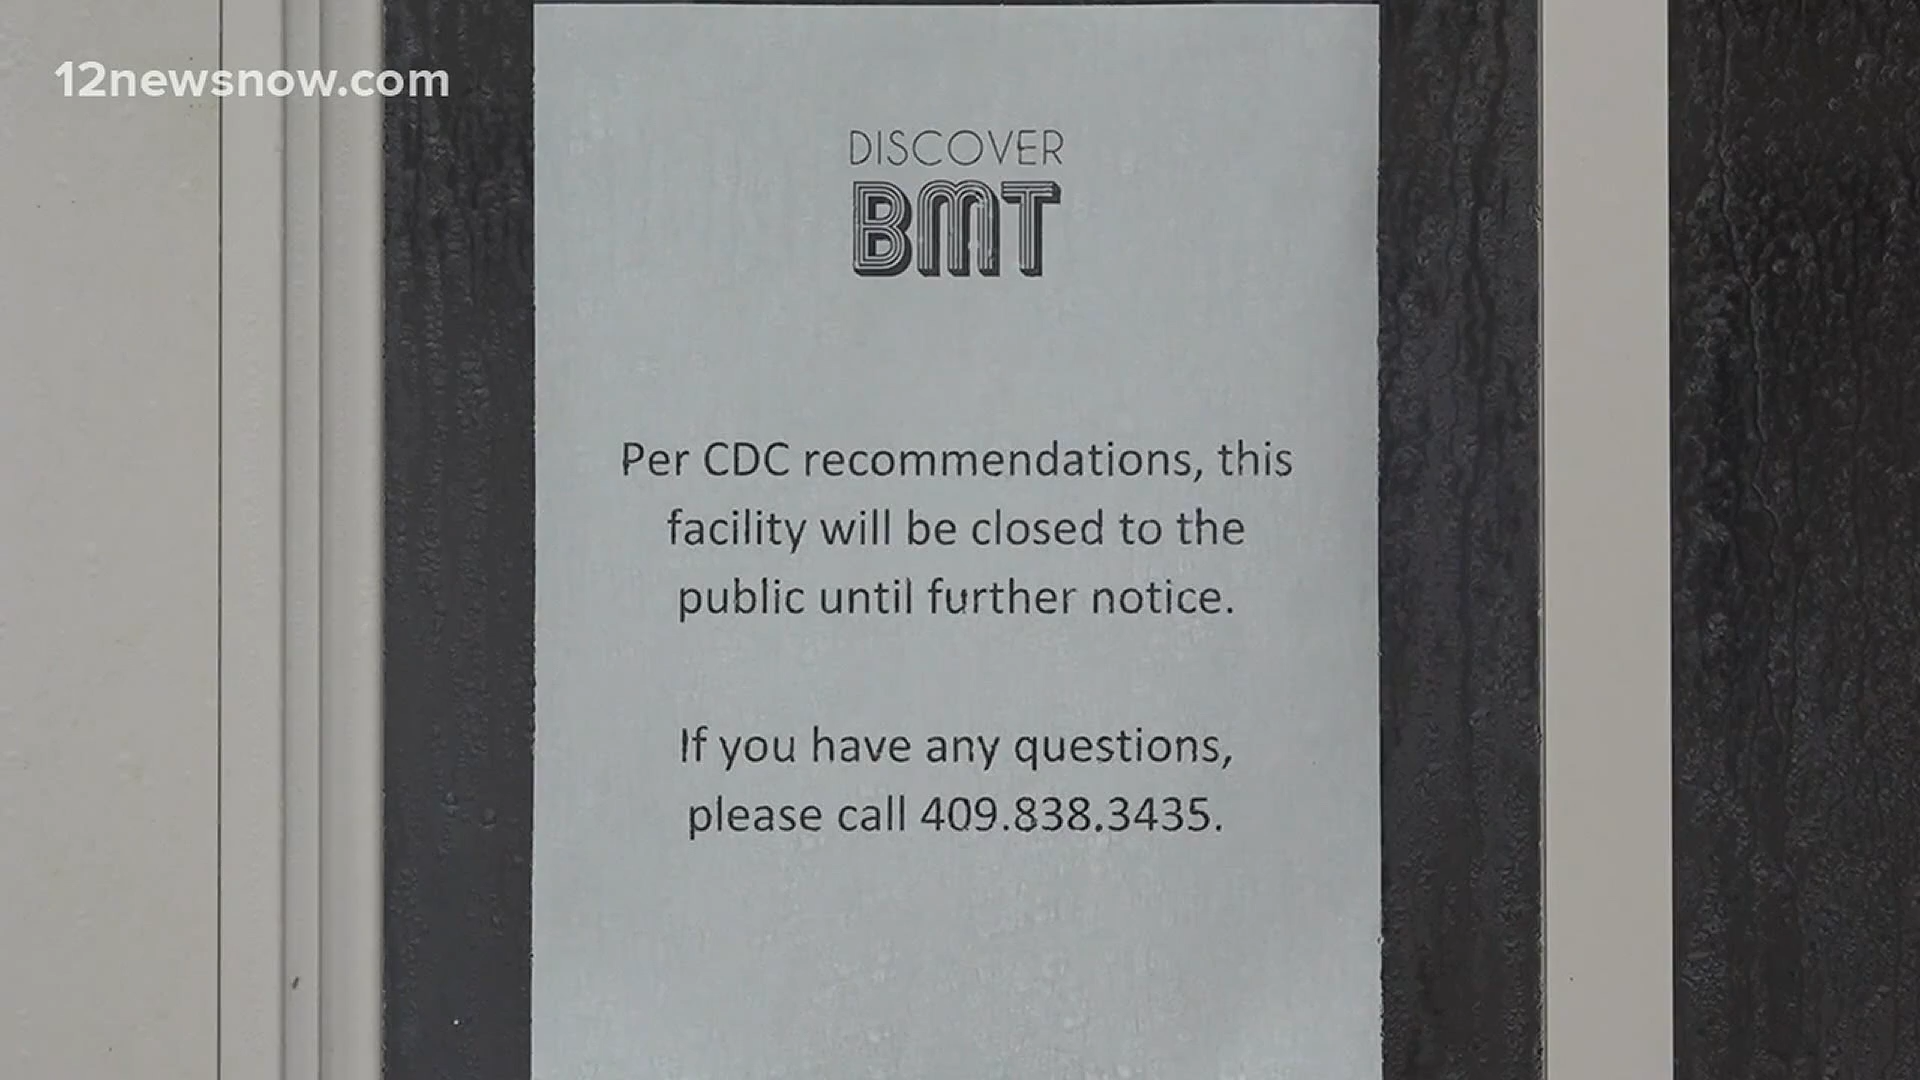 12newsnow.com
DISCOVER
BMT
Per CDC recommendations, this
facility will be closed to the
public until further notice.
If you have any questions,
please call 409.838.3435.